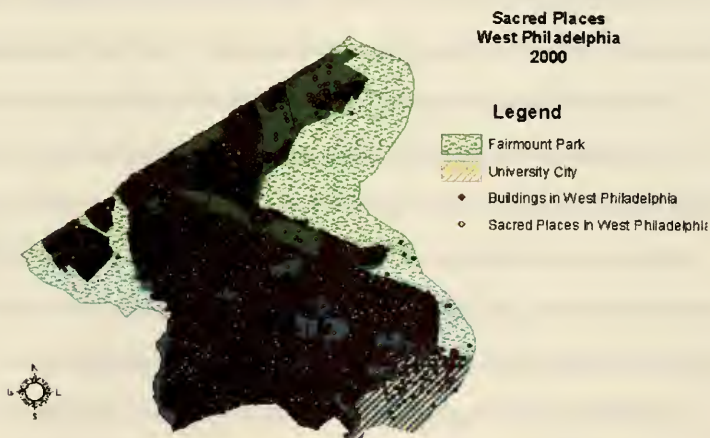 Sacred Places
West Philadelphia
2000
Legend
Fairmount Park
University City
Buildings in West Philadelphia
Sacred Places in West Philadelphia
S